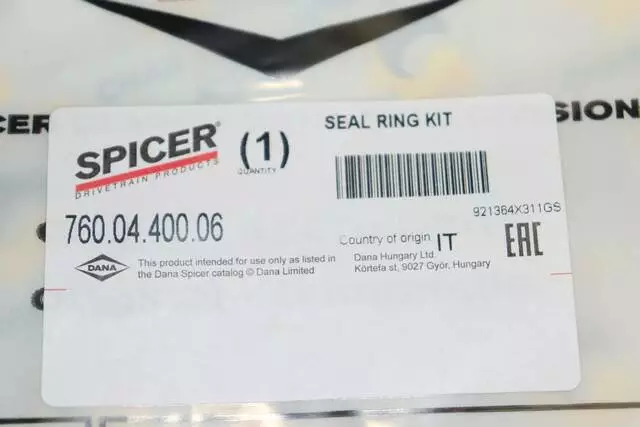 CER
SION
SPICER®
DRIVETRAIN PRODUCTS
(1)
QUANTITY
SEAL RING KIT
921364X311GS
760.04.400.06
Country of origin IT
EAC
DANA
This product intended for use only as listed in
the Dana Spicer catalog © Dana Limited
Dana Hungary Ltd.
Körtefa st, 9027 Győr, Hungary